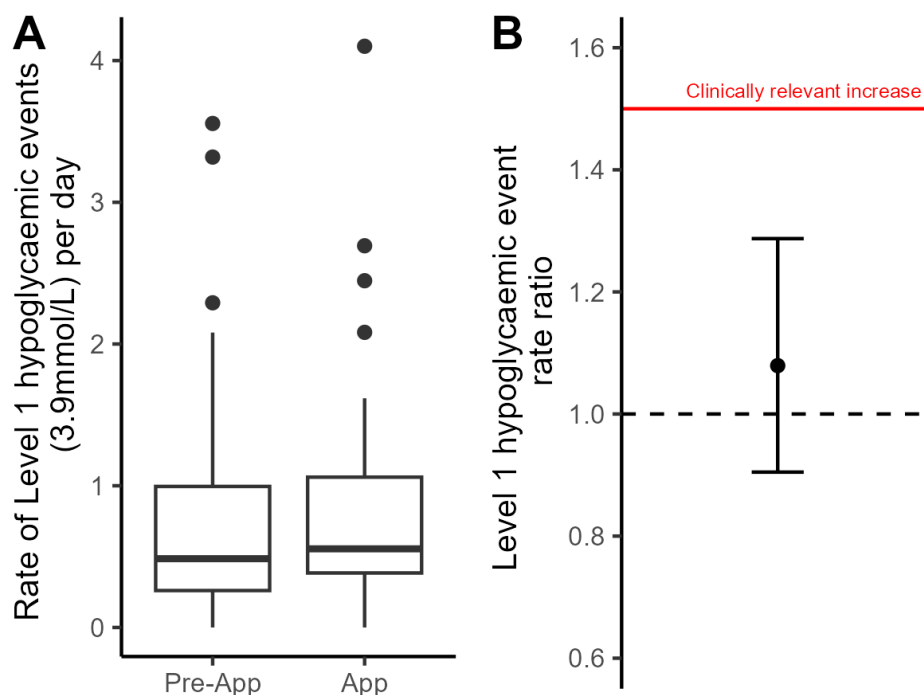 A
Rate of Level 1 hypoglycaemic events
(3.9mmol/L) per day
4
3
2
1
0
Pre-App
App
B
Level 1 hypoglycaemic event
rate ratio
1.6
1.4
1.2
1.0
0.8
0.6
Clinically relevant increase